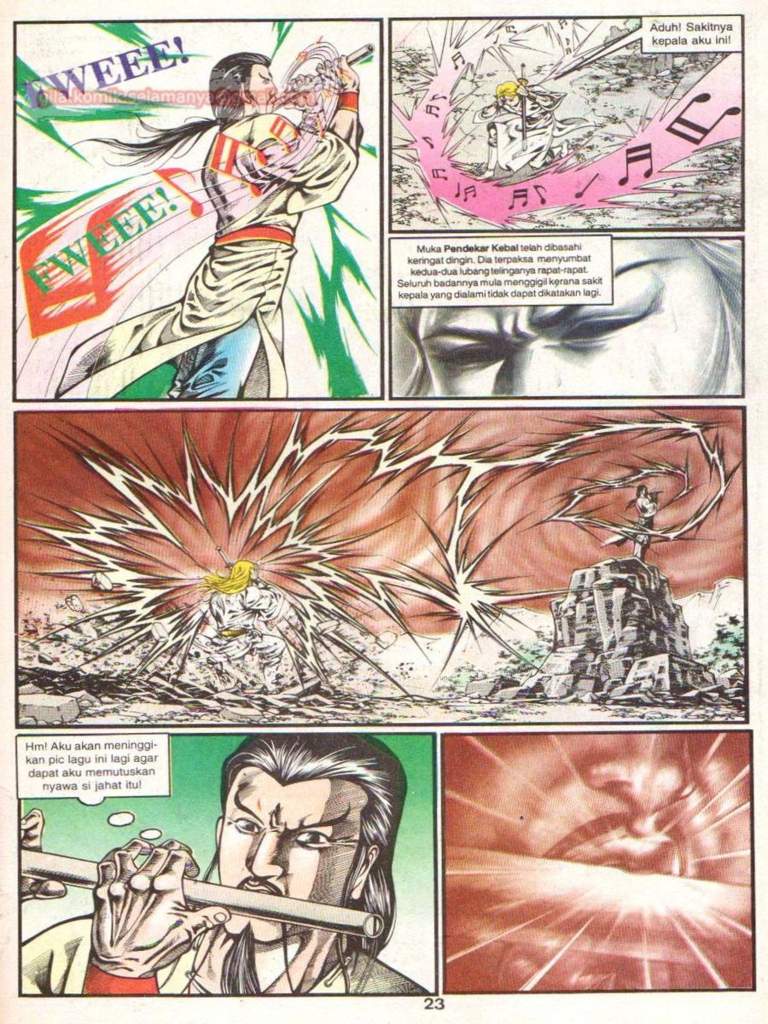 FWEEE!
FWEEE!
Aduh! Sakitnya
kepala aku ini!
Muka Pendekar Kebal telah dibasahi
keringat dingin. Dia terpaksa menyumbat
kedua-dua lubang telinganya rapat-rapat.
Seluruh badannya mula menggigil kerana sakit
kepala yang dialami tidak dapat dikatakan lagi.
Hm! Aku akan meninggi-
kan pic lagu ini lagi agar
dapat aku memutuskan
nyawa si jahat itu!
23